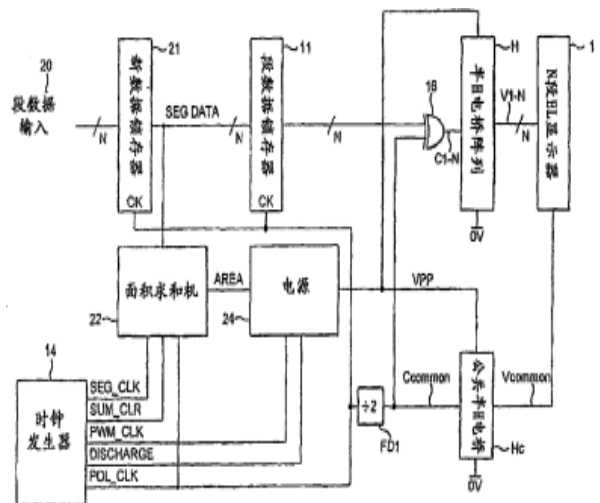 20
段数据
输入
N
21
新数据锁存器
CK
SEG DATA
N
11
段数据锁存器
CK
N
18
C1-N
H
半H电桥阵列
0V
V1-N
N
1
N段EL显示器
面积求和机
22
AREA
电源
24
VPP
14
时钟
发生器
SEG_CLK
SUM_CLR
PWM_CLK
DISCHARGE
POL_CLK
÷2
FD1
Ccommon
公共半H电桥
Hc
0V
Vcommon